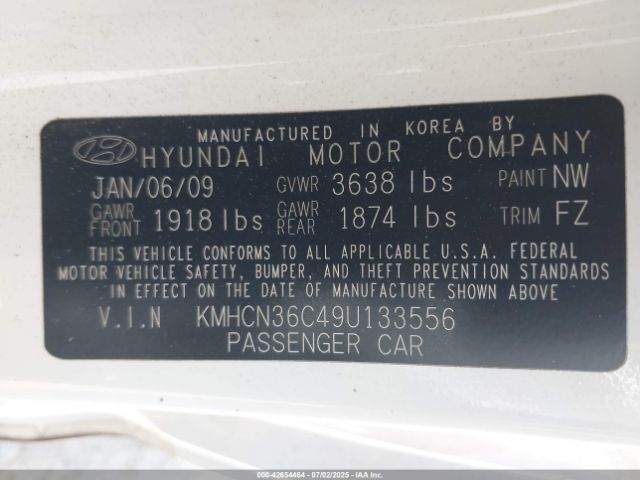 MANUFACTURED IN KOREA BY
HYUNDAI MOTOR COMPANY
JAN/06/09 GVWR 3638 lbs PAINT NW
GAWR FRONT 1918 lbs GAWR REAR 1874 lbs TRIM FZ
THIS VEHICLE CONFORMS TO ALL APPLICABLE U.S.A. FEDERAL
MOTOR VEHICLE SAFETY, BUMPER, AND THEFT PREVENTION STANDARDS
IN EFFECT ON THE DATE OF MANUFACTURE SHOWN ABOVE
V.I.N KMHCN36C49U133556
PASSENGER CAR
000-42654464 - 07/02/2025 - IAAI.COM